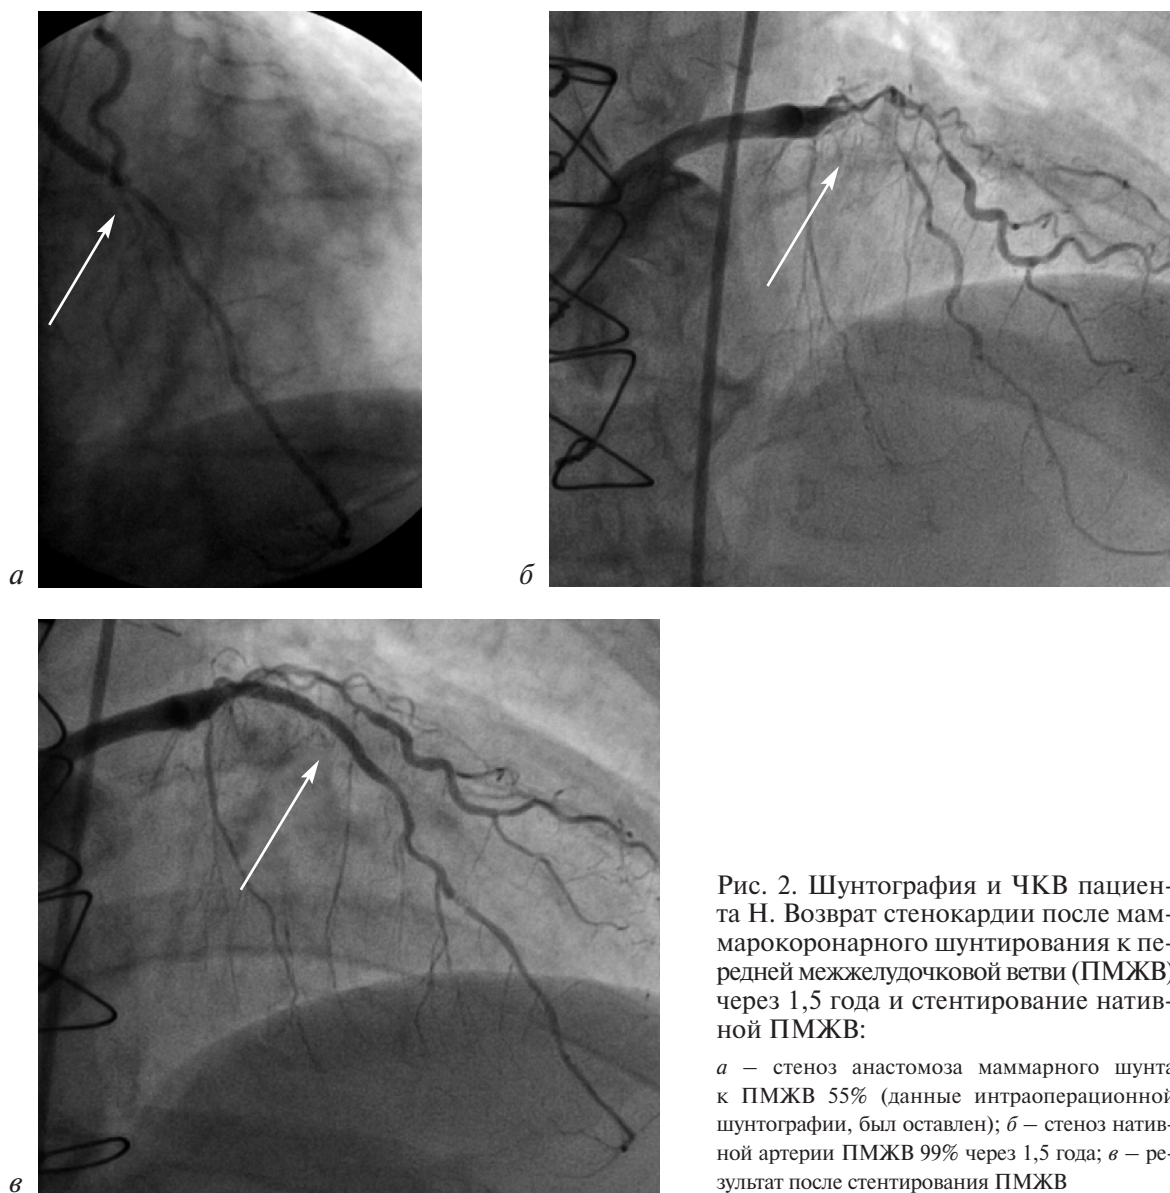 а
б
в
Рис. 2. Шунтография и ЧКВ пациен-
та Н. Возврат стенокардии после мам-
марокоронарного шунтирования к пе-
редней межжелудочковой ветви (ПМЖВ)
через 1,5 года и стентирование натив-
ной ПМЖВ:
а – стеноз анастомоза маммарного шунта
к ПМЖВ 55% (данные интраоперационной
шунтографии, был оставлен); б – стеноз натив-
ной артерии ПМЖВ 99% через 1,5 года; в – ре-
зультат после стентирования ПМЖВ